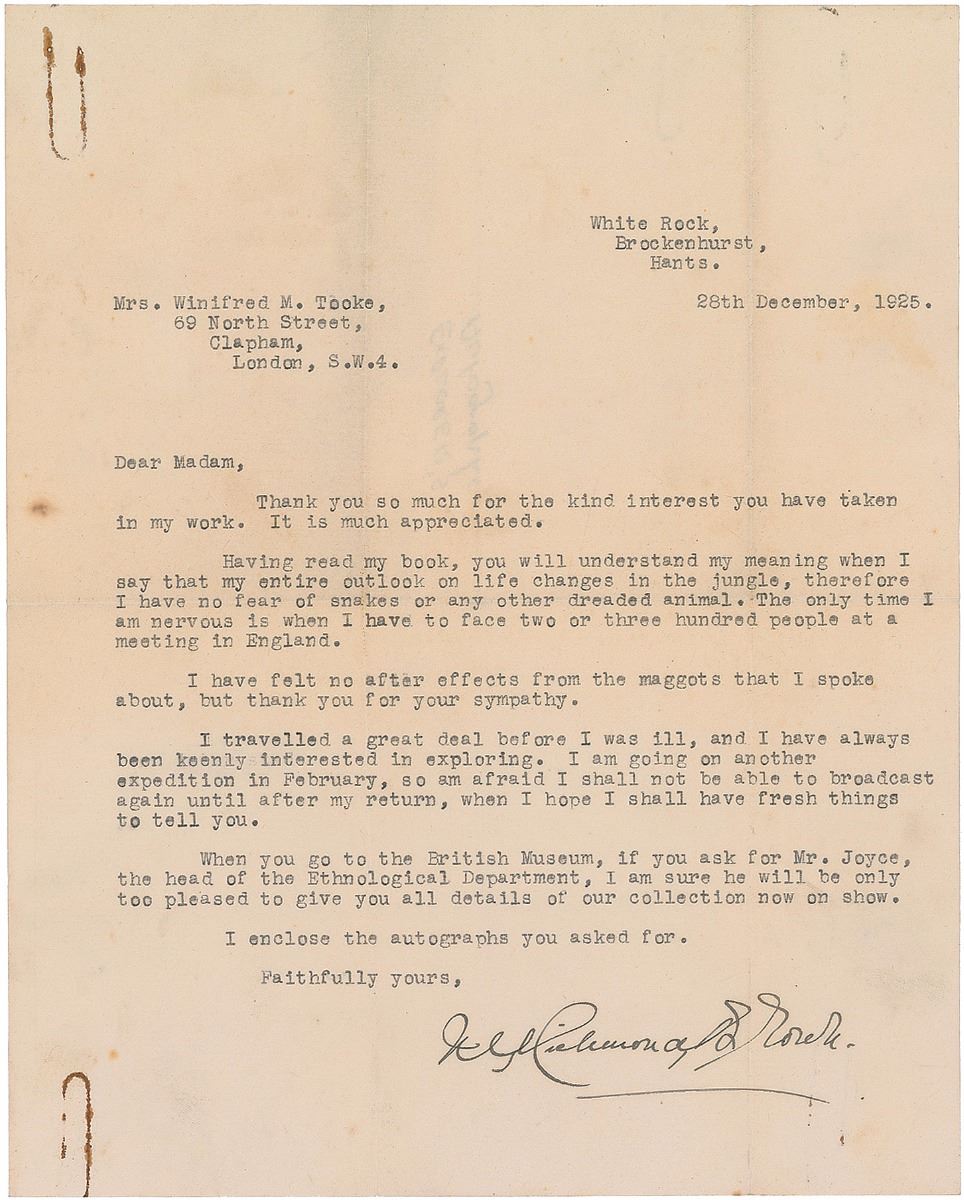 White Rock,
Brockenhurst,
Hants.
28th December, 1925.
Mrs. Winifred M. Tooke,
69 North Street,
Clapham,
London, S.W.4.
Dear Madam,
Thank you so much for the kind interest you have taken
in my work. It is much appreciated.
Having read my book, you will understand my meaning when I
say that my entire outlook on life changes in the jungle, therefore
I have no fear of snakes or any other dreaded animal. The only time I
am nervous is when I have to face two or three hundred people at a
meeting in England.
I have felt no after effects from the maggots that I spoke
about, but thank you for your sympathy.
I travelled a great deal before I was ill, and I have always
been keenly interested in exploring. I am going on another
expedition in February, so am afraid I shall not be able to broadcast
again until after my return, when I hope I shall have fresh things
to tell you.
When you go to the British Museum, if you ask for Mr. Joyce,
the head of the Ethnological Department, I am sure he will be only
too pleased to give you all details of our collection now on show.
I enclose the autographs you asked for.
Faithfully yours,
Richmond Brown.